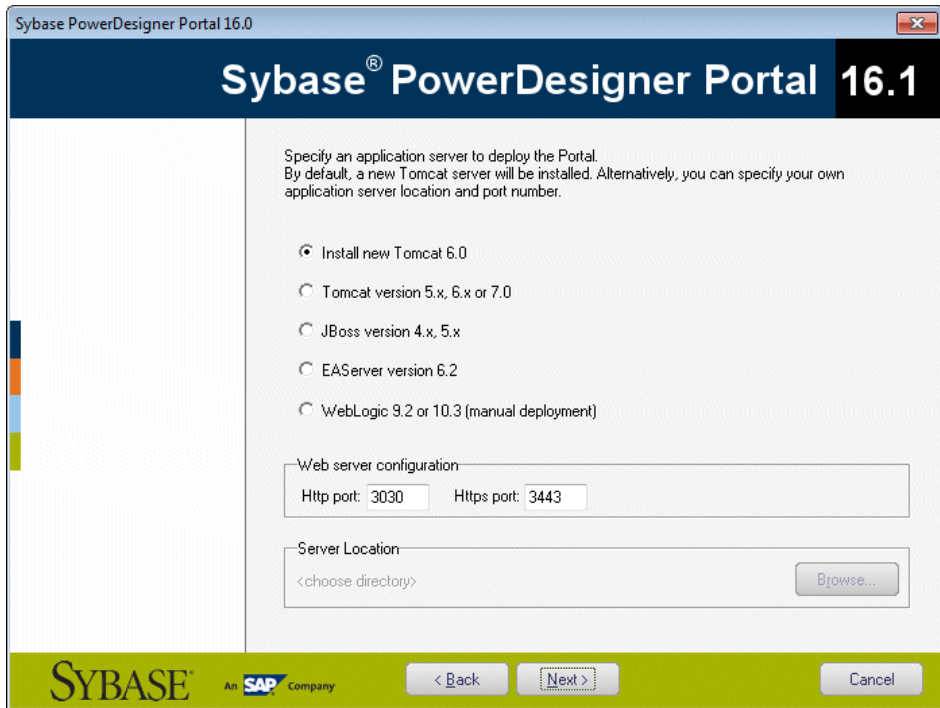 Sybase PowerDesigner Portal 16.0
Sybase® PowerDesigner Portal 16.1
Specify an application server to deploy the Portal.
By default, a new Tomcat server will be installed. Alternatively, you can specify your own
application server location and port number.
Install new Tomcat 6.0
Tomcat version 5.x, 6.x or 7.0
JBoss version 4.x, 5.x
EAServer version 6.2
WebLogic 9.2 or 10.3 (manual deployment)
Web server configuration
Http port: 3030 Https port: 3443
Server Location
<choose directory> Browse...
SYBASE® An SAP Company < Back Next > Cancel